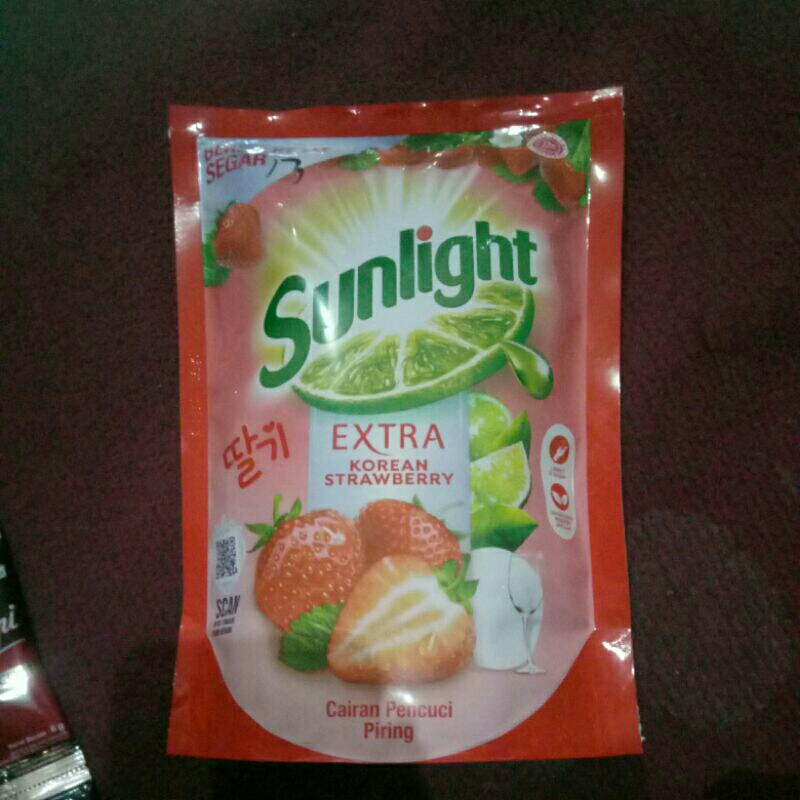 SEGAR
Sunlight
딸기
EXTRA
KOREAN
STRAWBERRY
SCAN
Cairan Pencuci
Piring